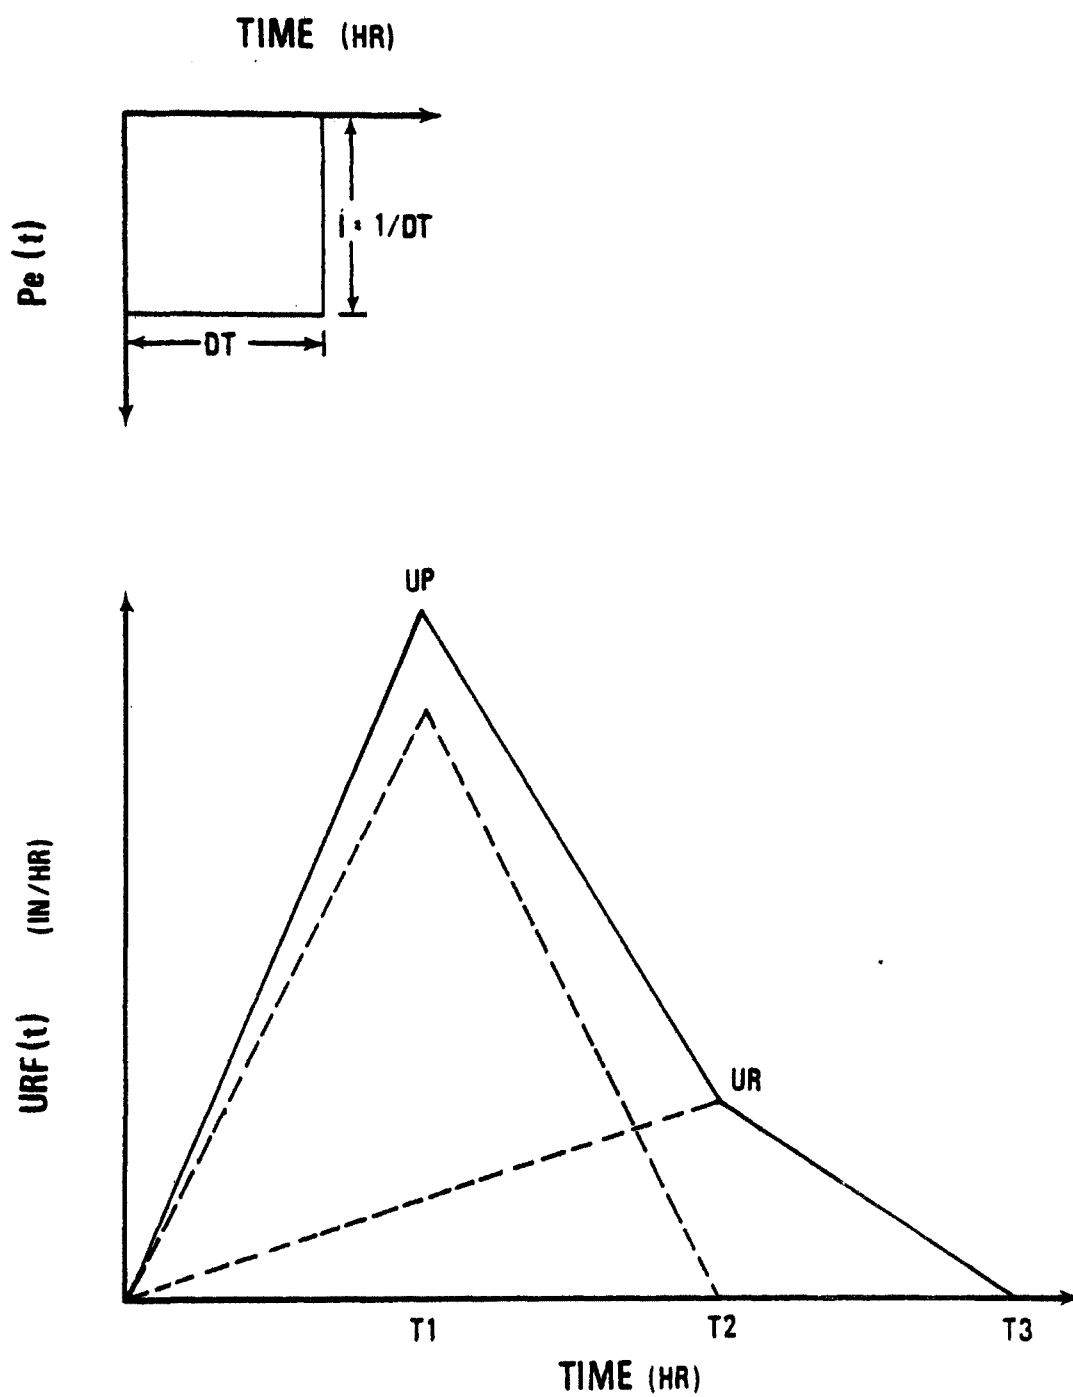 TIME (HR)
Pe(t)
i = 1/DT
DT
UP
URF(t) (IN/HR)
UR
T1
T2
T3
TIME (HR)